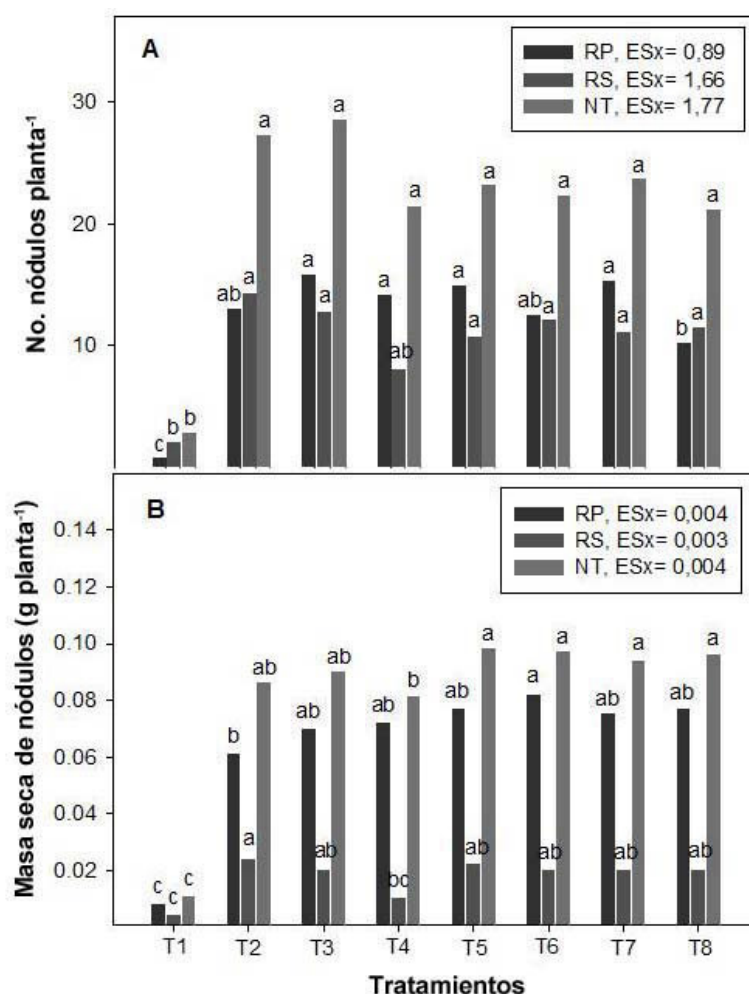 A
RP, ESx= 0,89
RS, ESx= 1,66
NT, ESx= 1,77
No. nódulos planta⁻¹
30
20
10
c b b
ab a a
a a a
a ab a
a a a
ab a a
a a a
b a a
B
RP, ESx= 0,004
RS, ESx= 0,003
NT, ESx= 0,004
Masa seca de nódulos (g planta⁻¹)
0.14
0.12
0.10
0.08
0.06
0.04
0.02
c c c
b a ab
ab ab ab
ab bc b
ab ab a
a ab a
ab ab a
ab ab a
T1 T2 T3 T4 T5 T6 T7 T8
Tratamientos